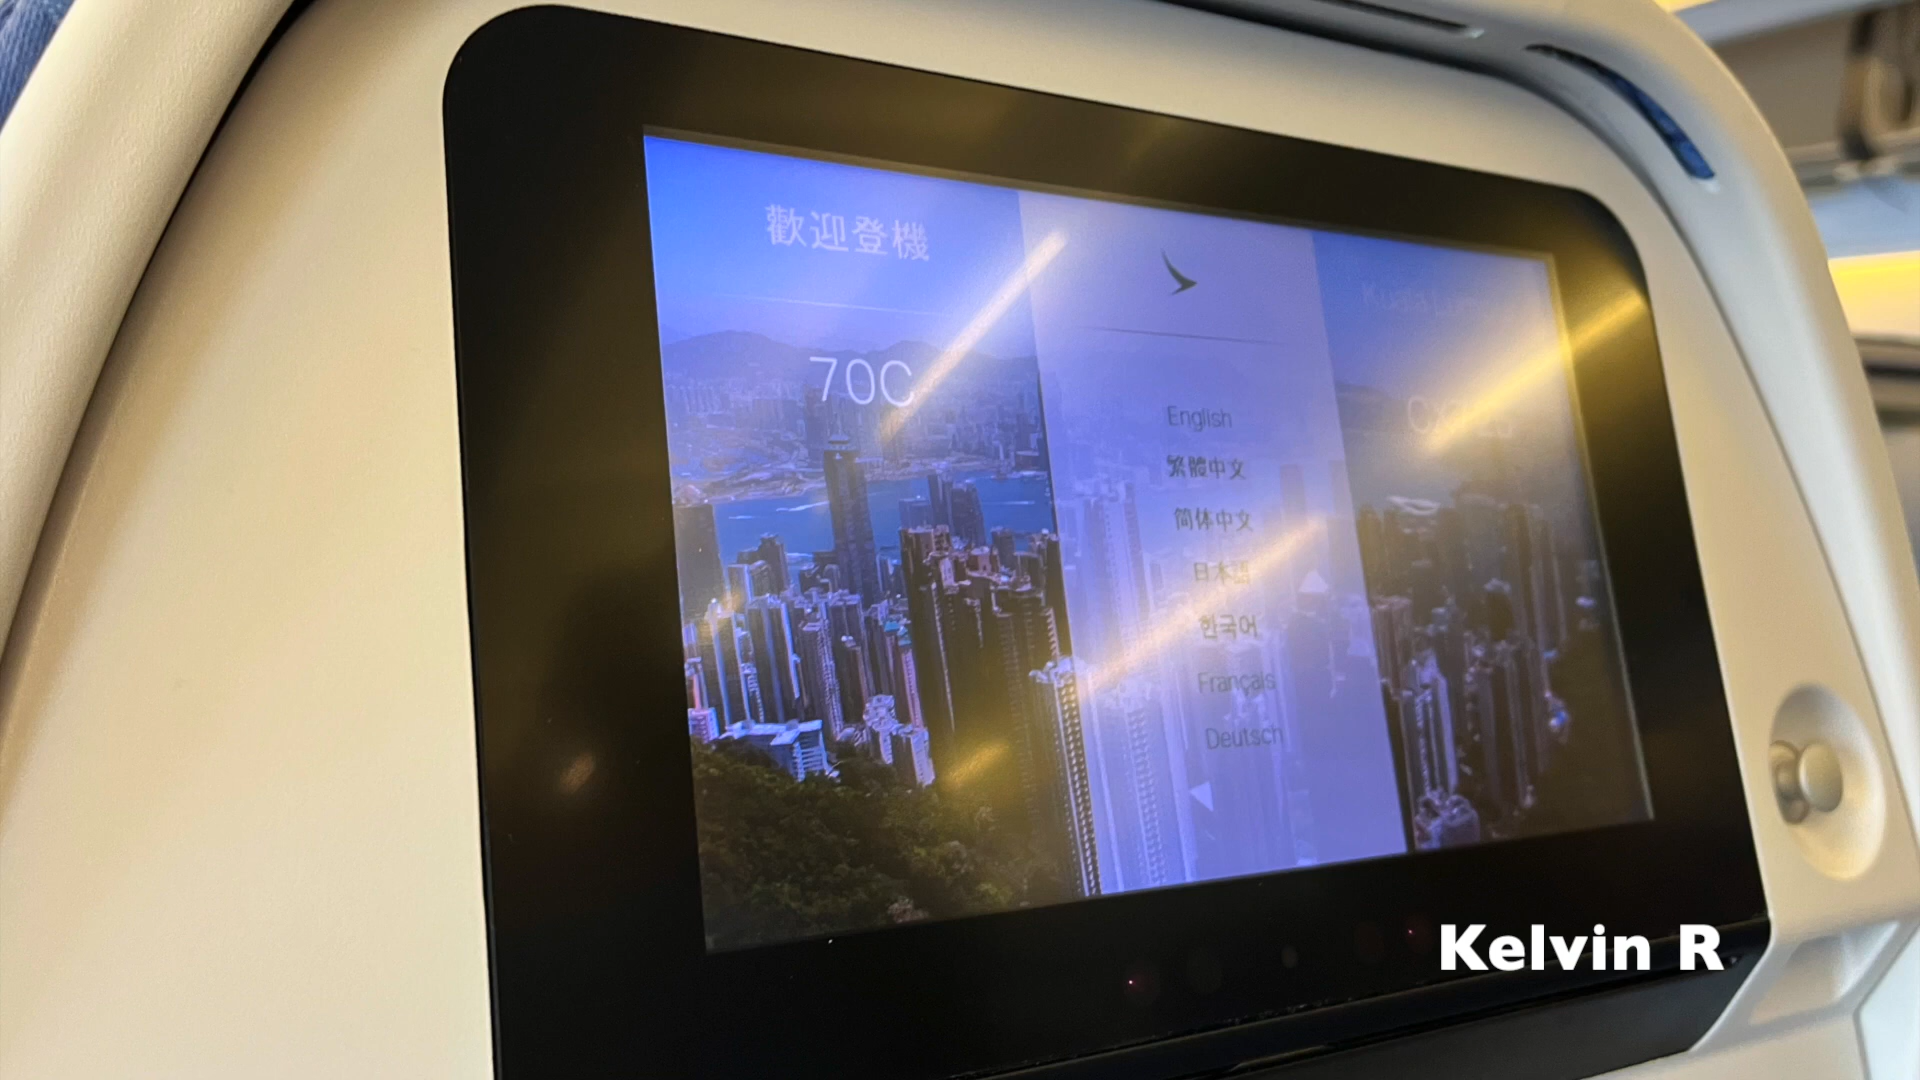 歡迎登機
70C
English
繁體中文
简体中文
日本語
한국어
Français
Deutsch
Kelvin R